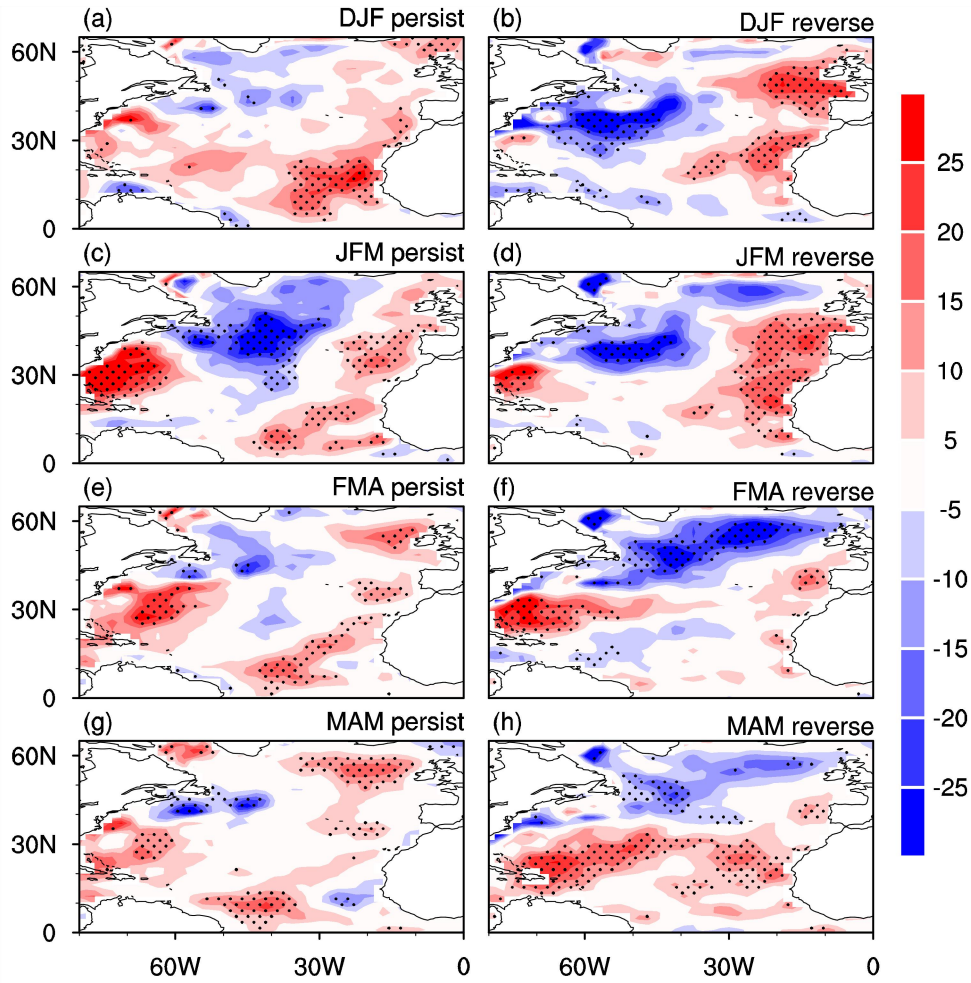 (a) DJF persist
(b) DJF reverse
60N
30N
0
(c) JFM persist
(d) JFM reverse
60N
30N
0
(e) FMA persist
(f) FMA reverse
60N
30N
0
(g) MAM persist
(h) MAM reverse
60N
30N
0
60W 30W 0
60W 30W 0
25
20
15
10
5
-5
-10
-15
-20
-25